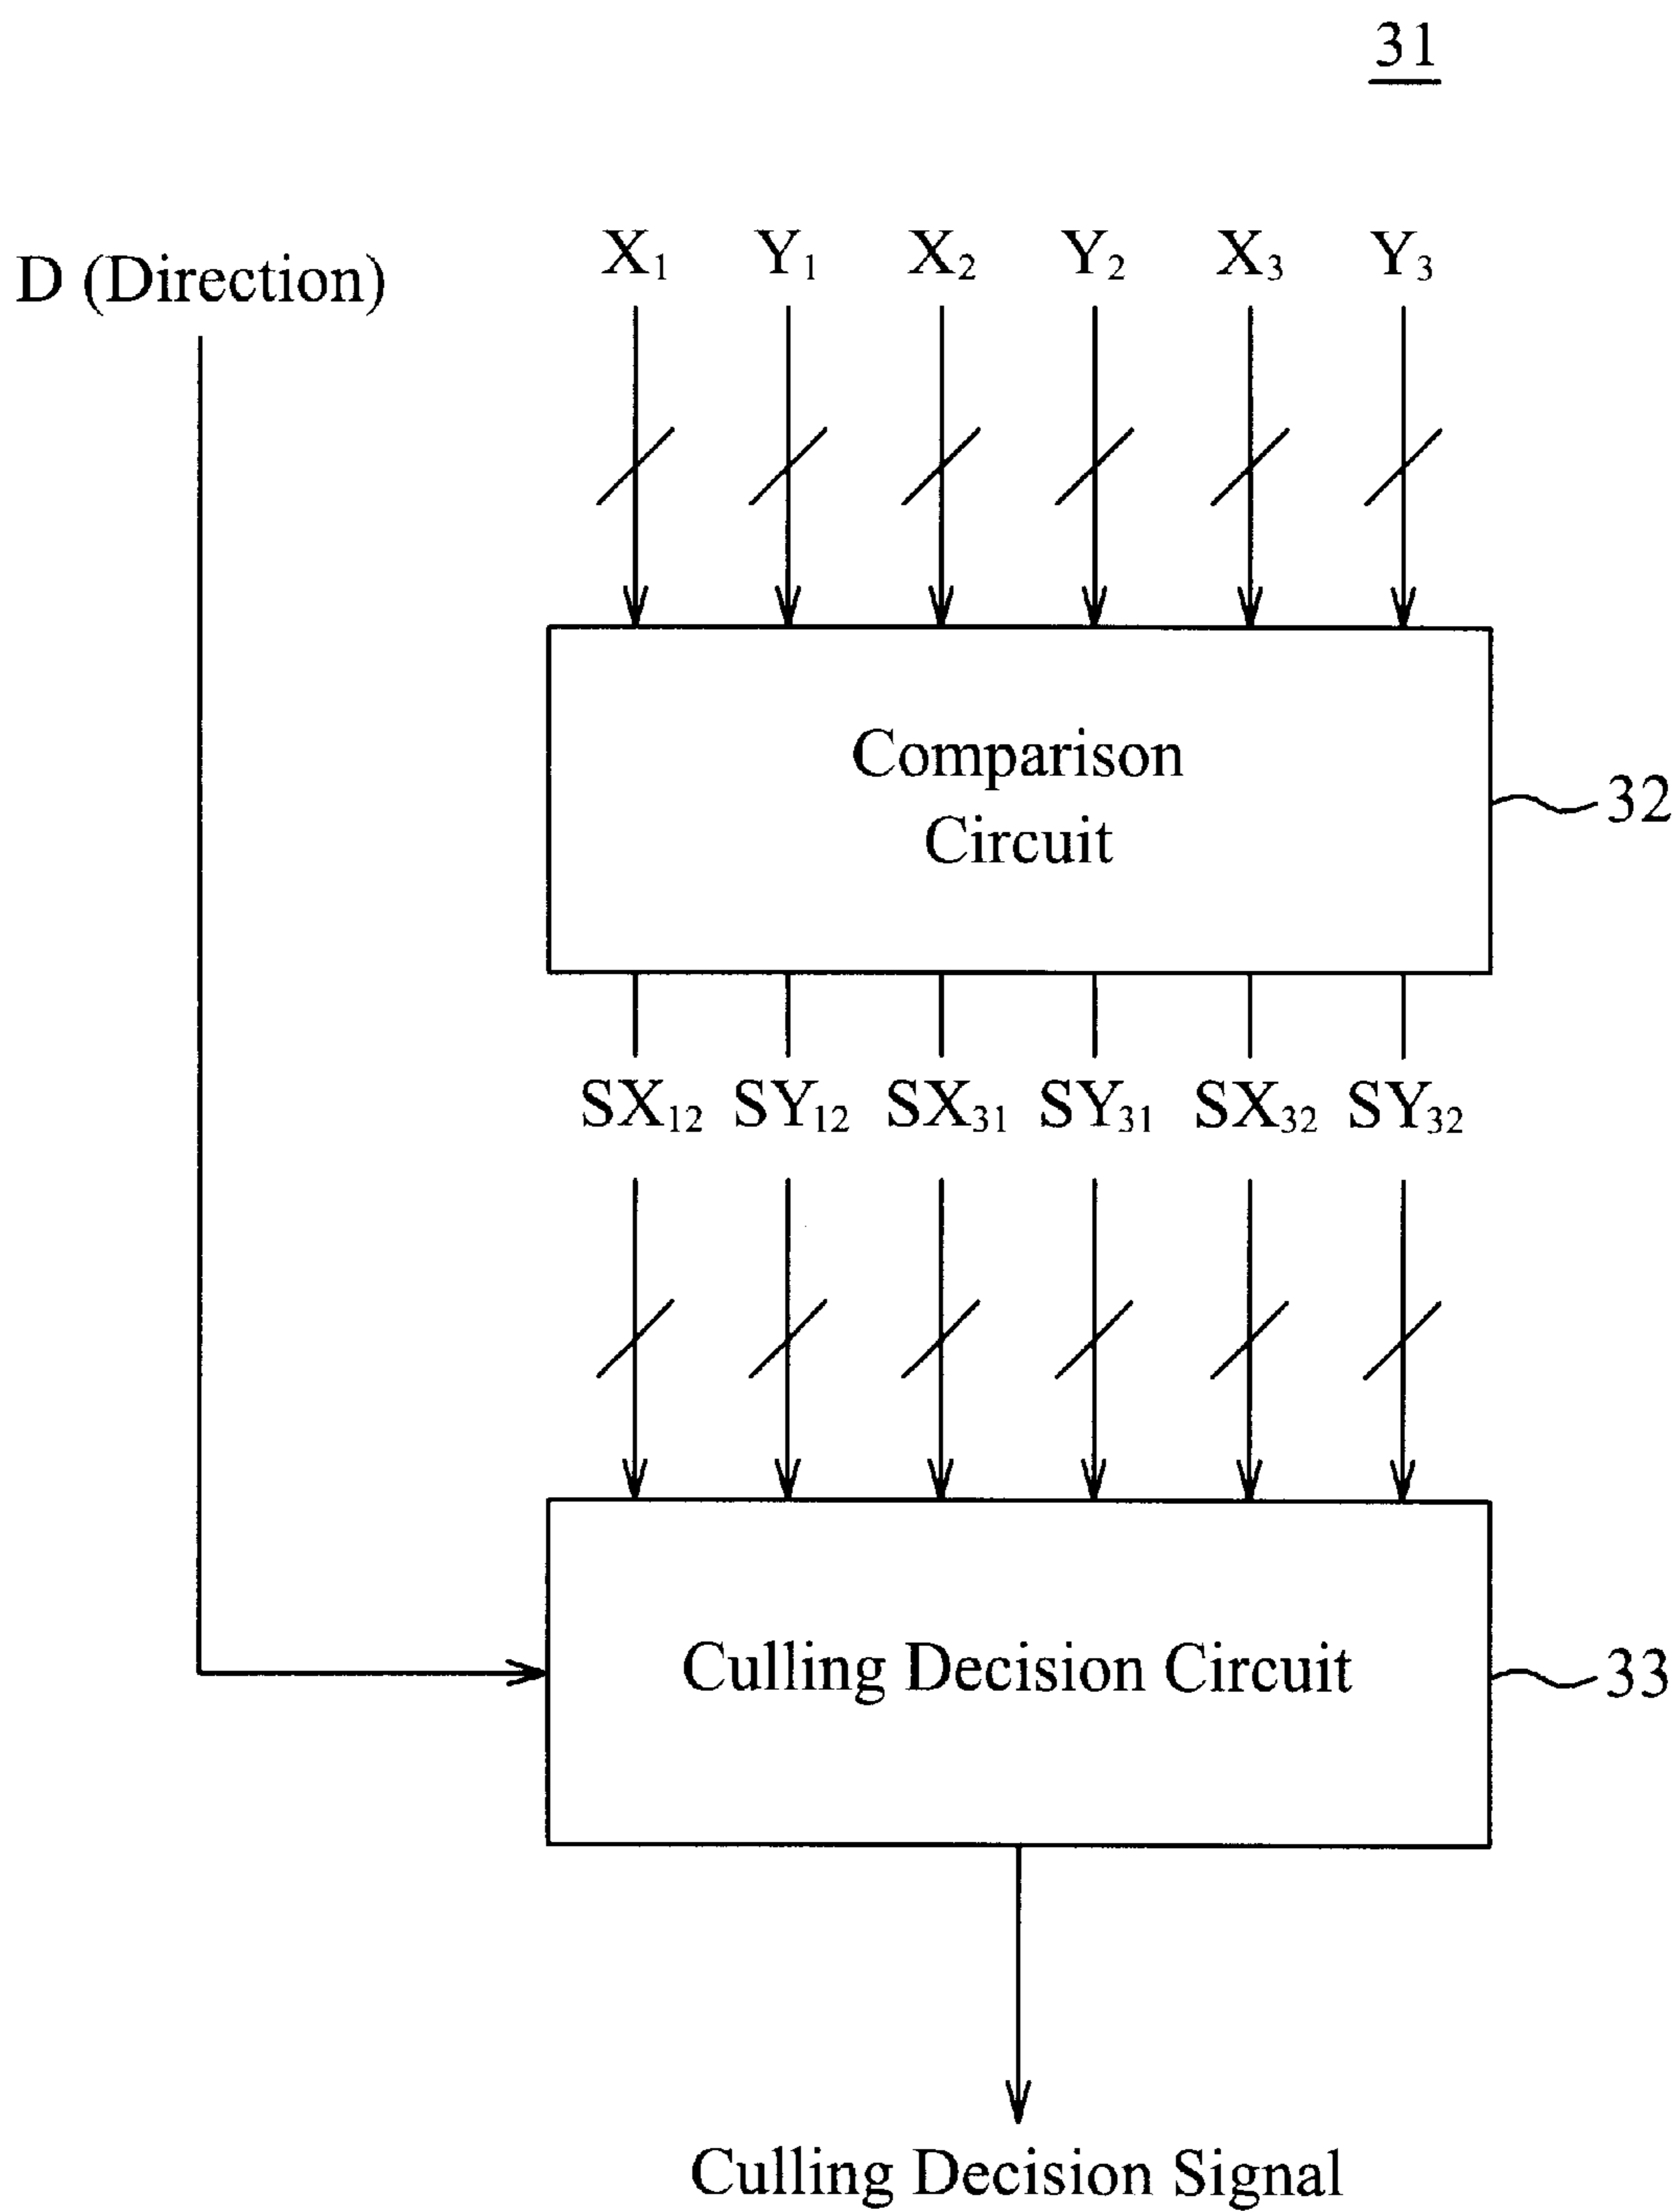 31
D (Direction)
X₁ Y₁ X₂ Y₂ X₃ Y₃
Comparison
Circuit
32
SX₁₂ SY₁₂ SX₃₁ SY₃₁ SX₃₂ SY₃₂
Culling Decision Circuit
33
Culling Decision Signal